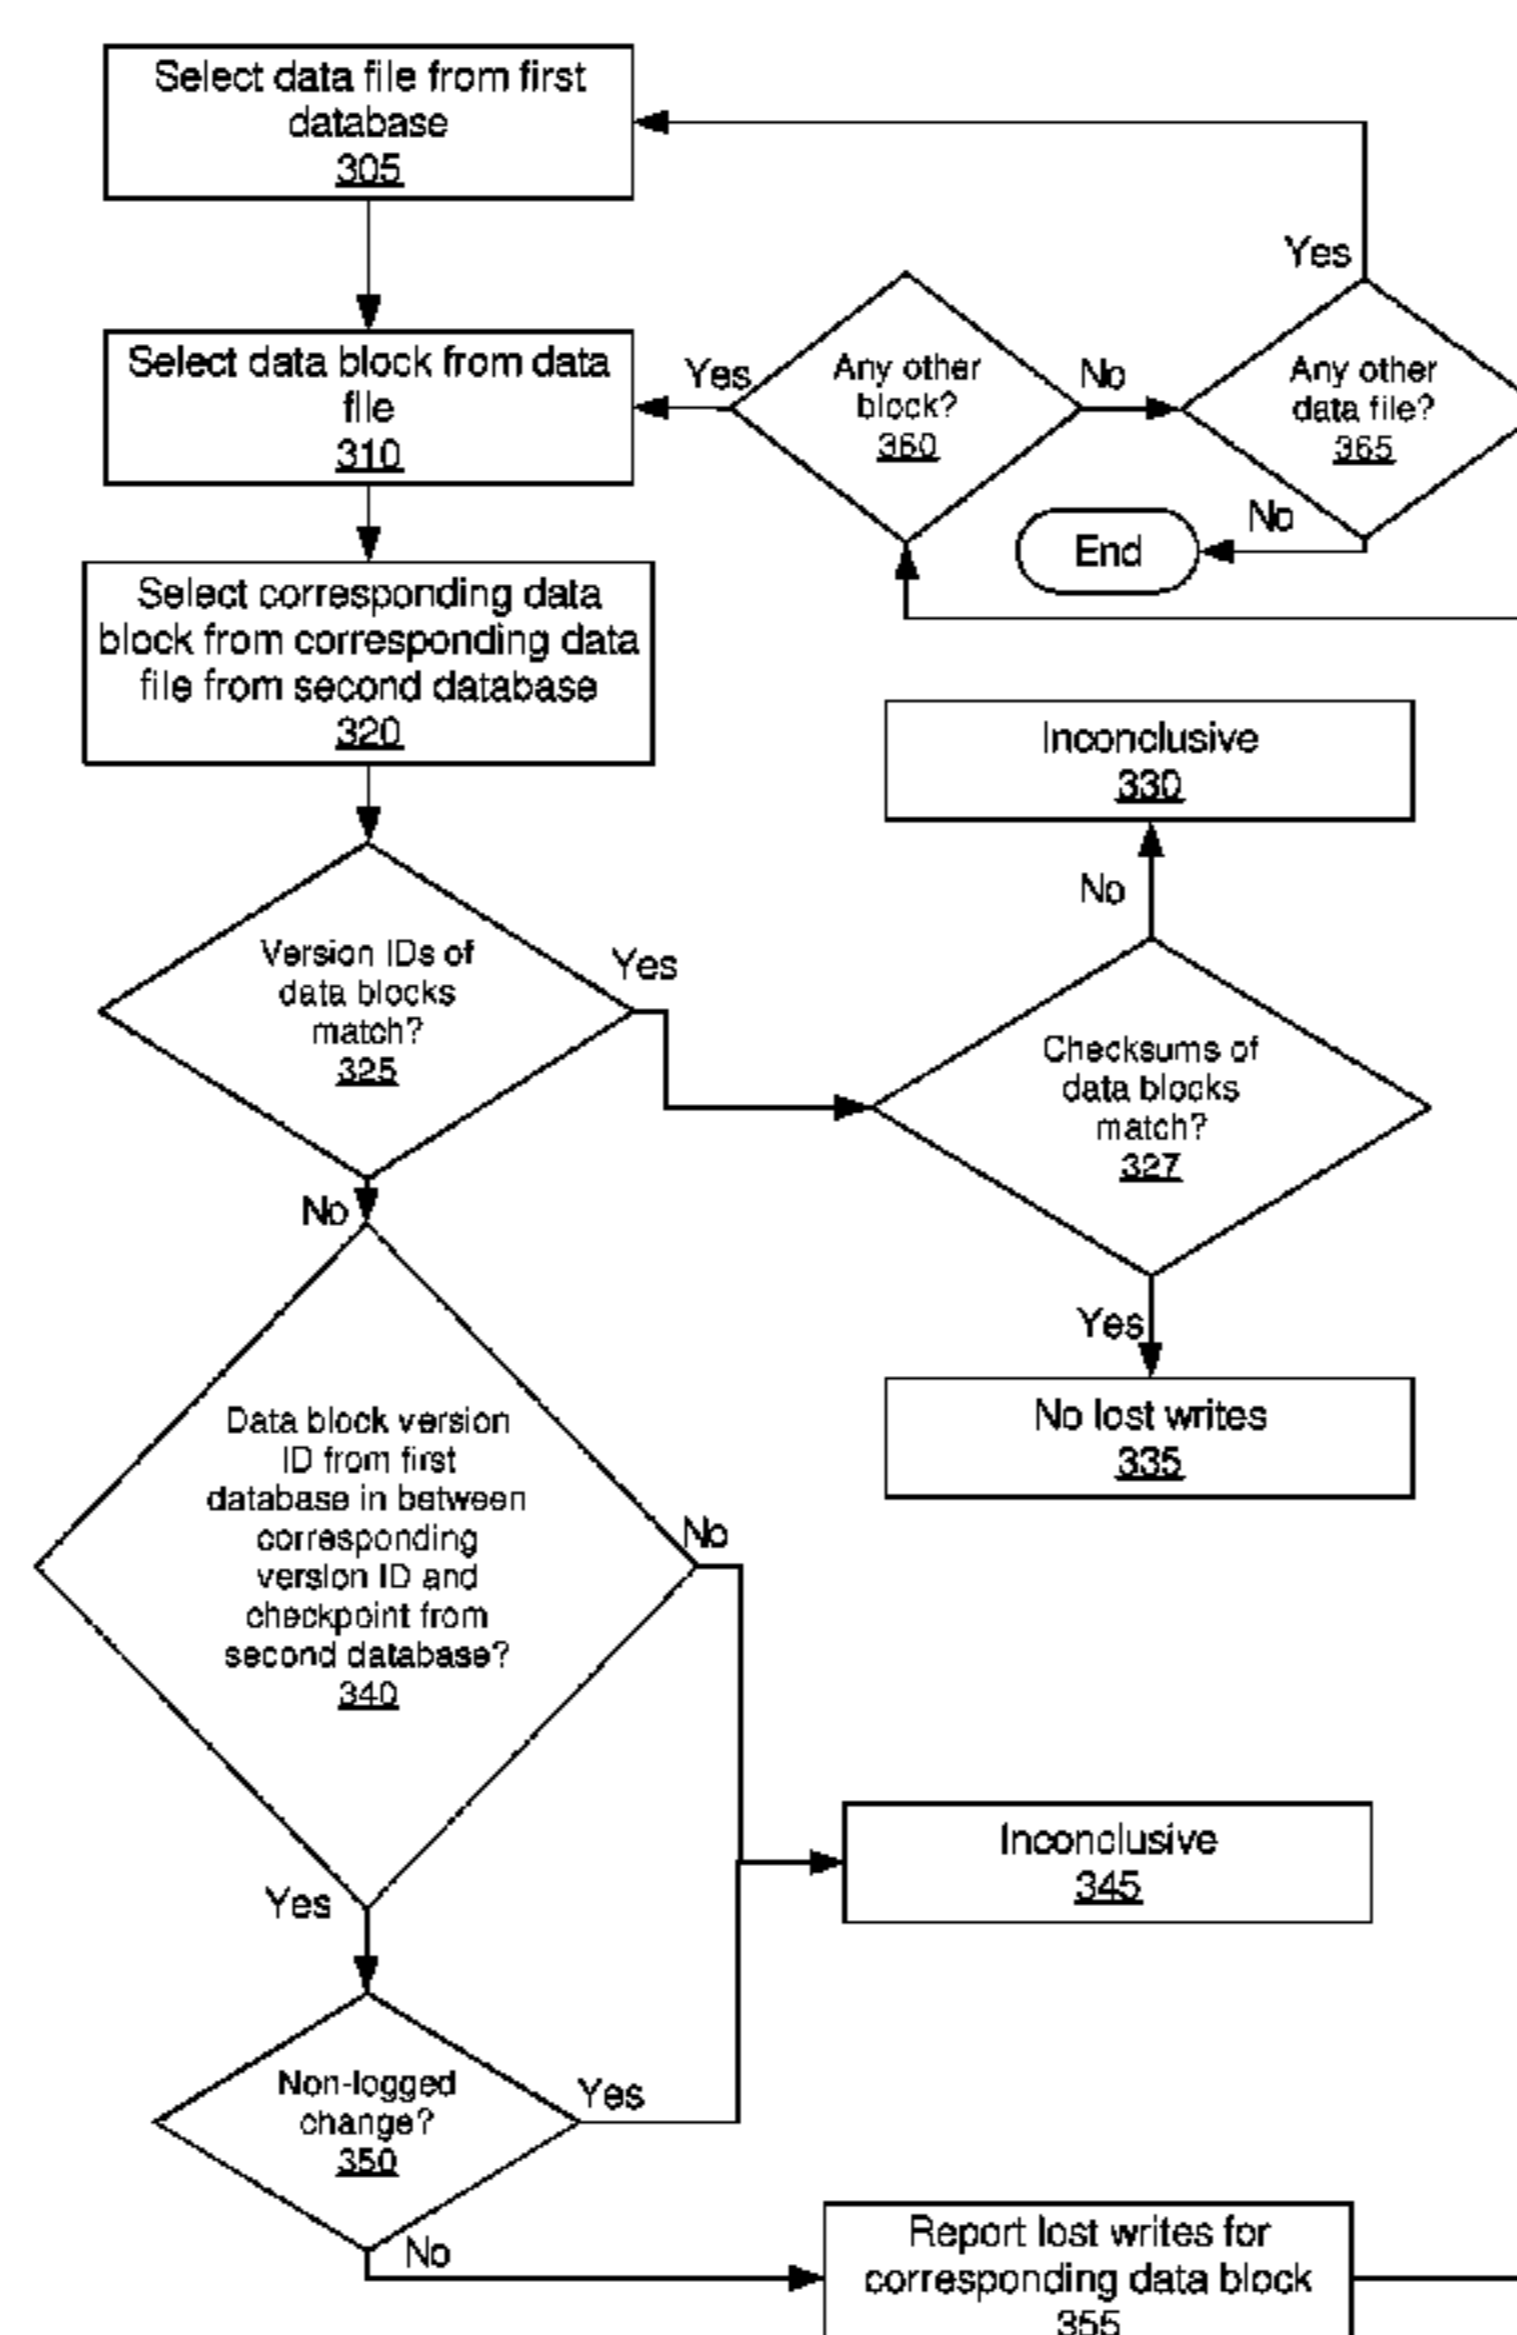 Select data file from first
database
305
Yes
Select data block from data
file
310
Yes
Any other
block?
360
No
Any other
data file?
365
No
End
Select corresponding data
block from corresponding data
file from second database
320
Inconclusive
330
No
Version IDs of
data blocks
match?
325
Yes
Checksums of
data blocks
match?
327
No
Yes
No lost writes
335
Data block version
ID from first
database in between
corresponding
version ID and
checkpoint from
second database?
340
No
Inconclusive
345
Yes
Non-logged
change?
350
Yes
No
Report lost writes for
corresponding data block
355